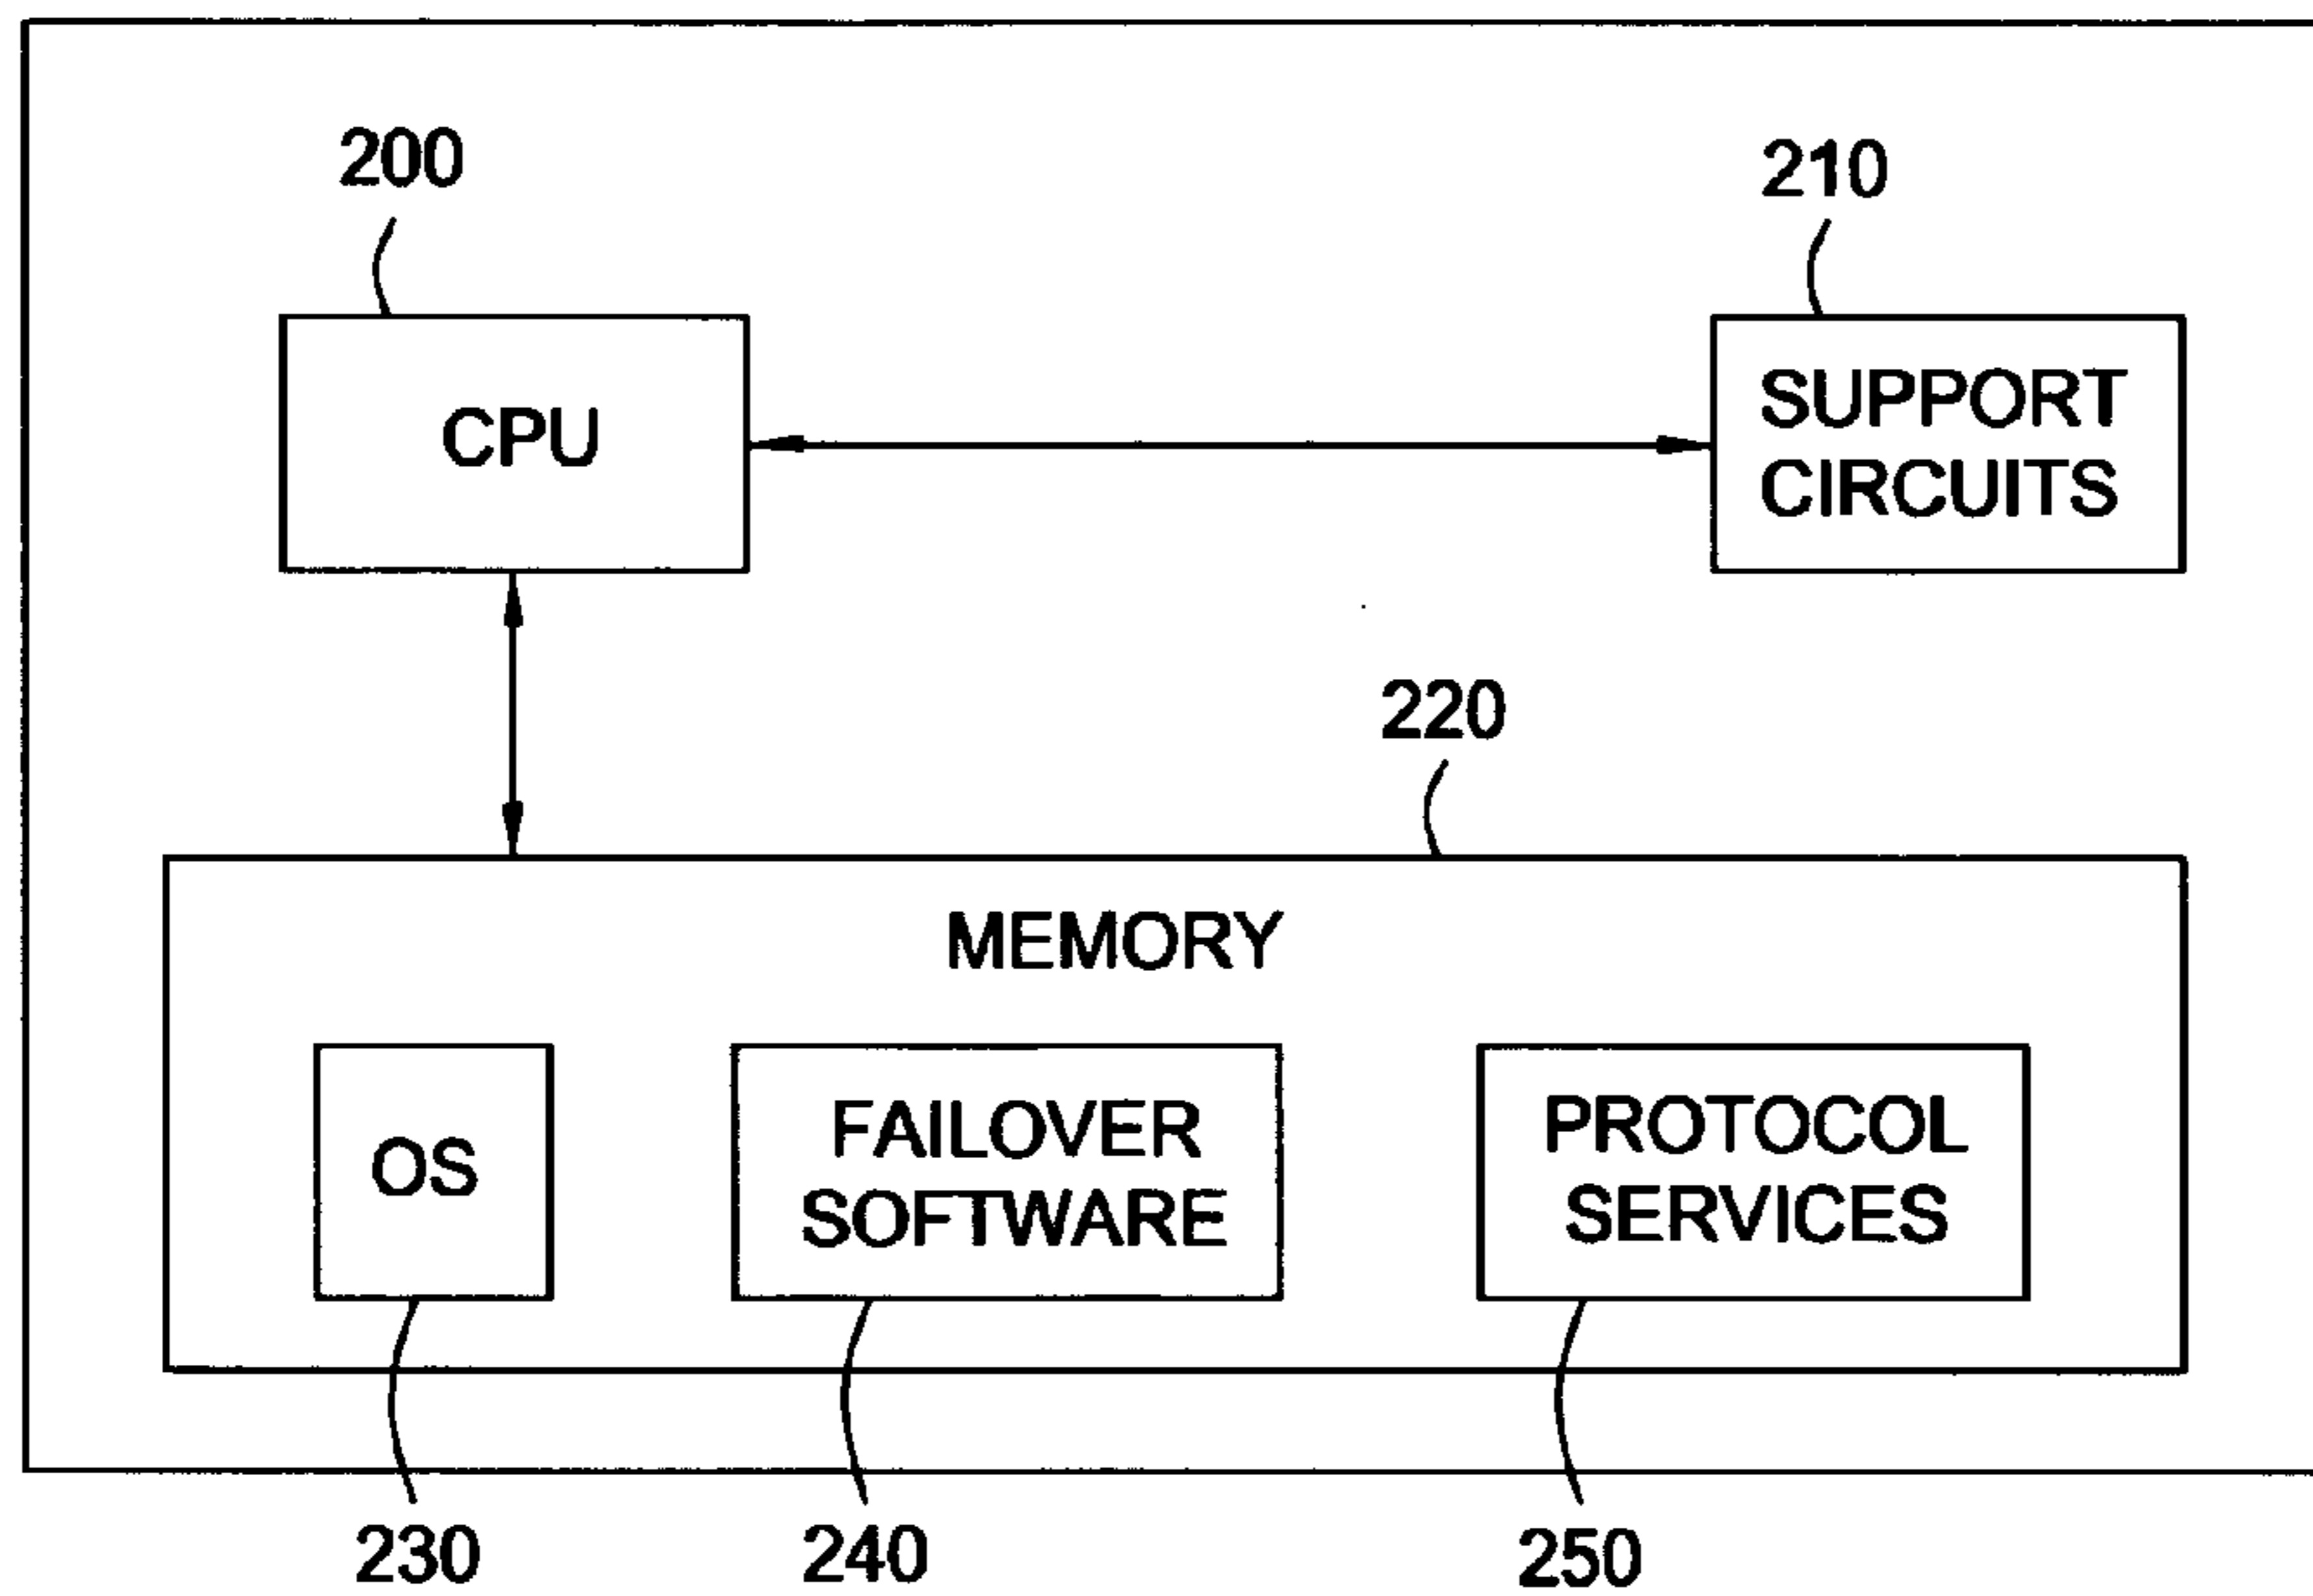 200
210
CPU
SUPPORT
CIRCUITS
220
MEMORY
OS
FAILOVER
SOFTWARE
PROTOCOL
SERVICES
230
240
250